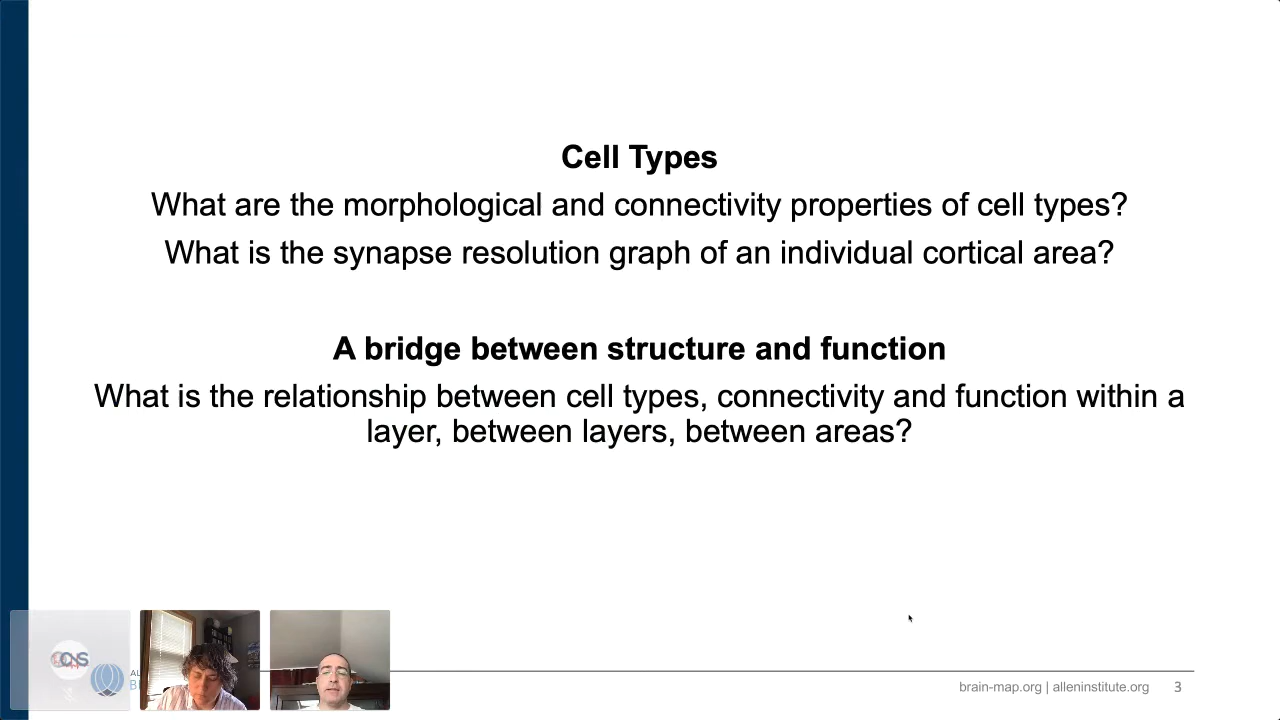 Cell Types
What are the morphological and connectivity properties of cell types?
What is the synapse resolution graph of an individual cortical area?
A bridge between structure and function
What is the relationship between cell types, connectivity and function within a
layer, between layers, between areas?
brain-map.org | alleninstitute.org 3